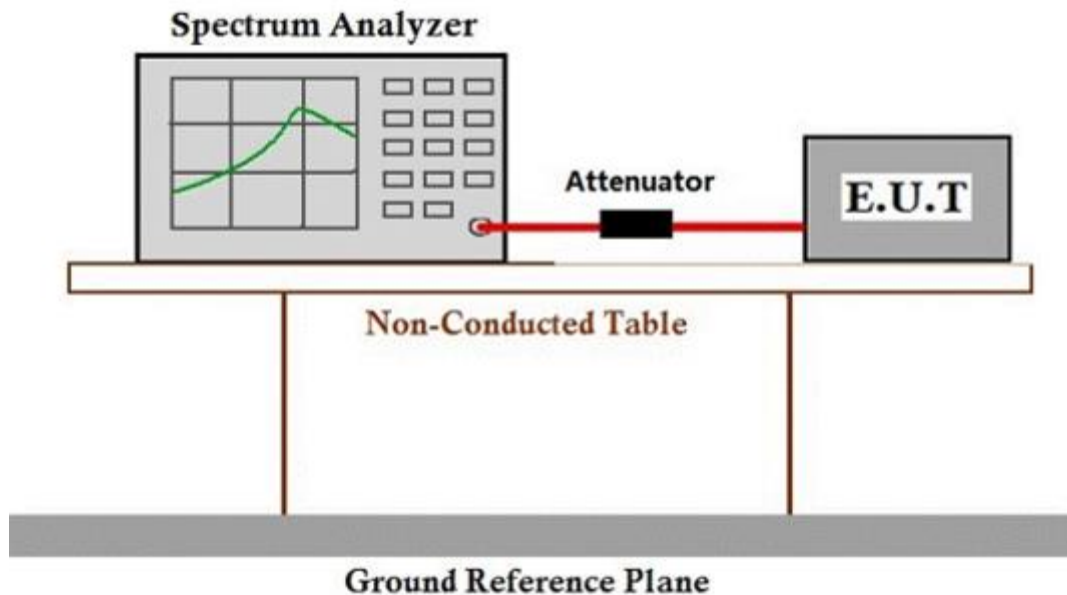 Spectrum Analyzer
Attenuator
E.U.T
Non-Conducted Table
Ground Reference Plane